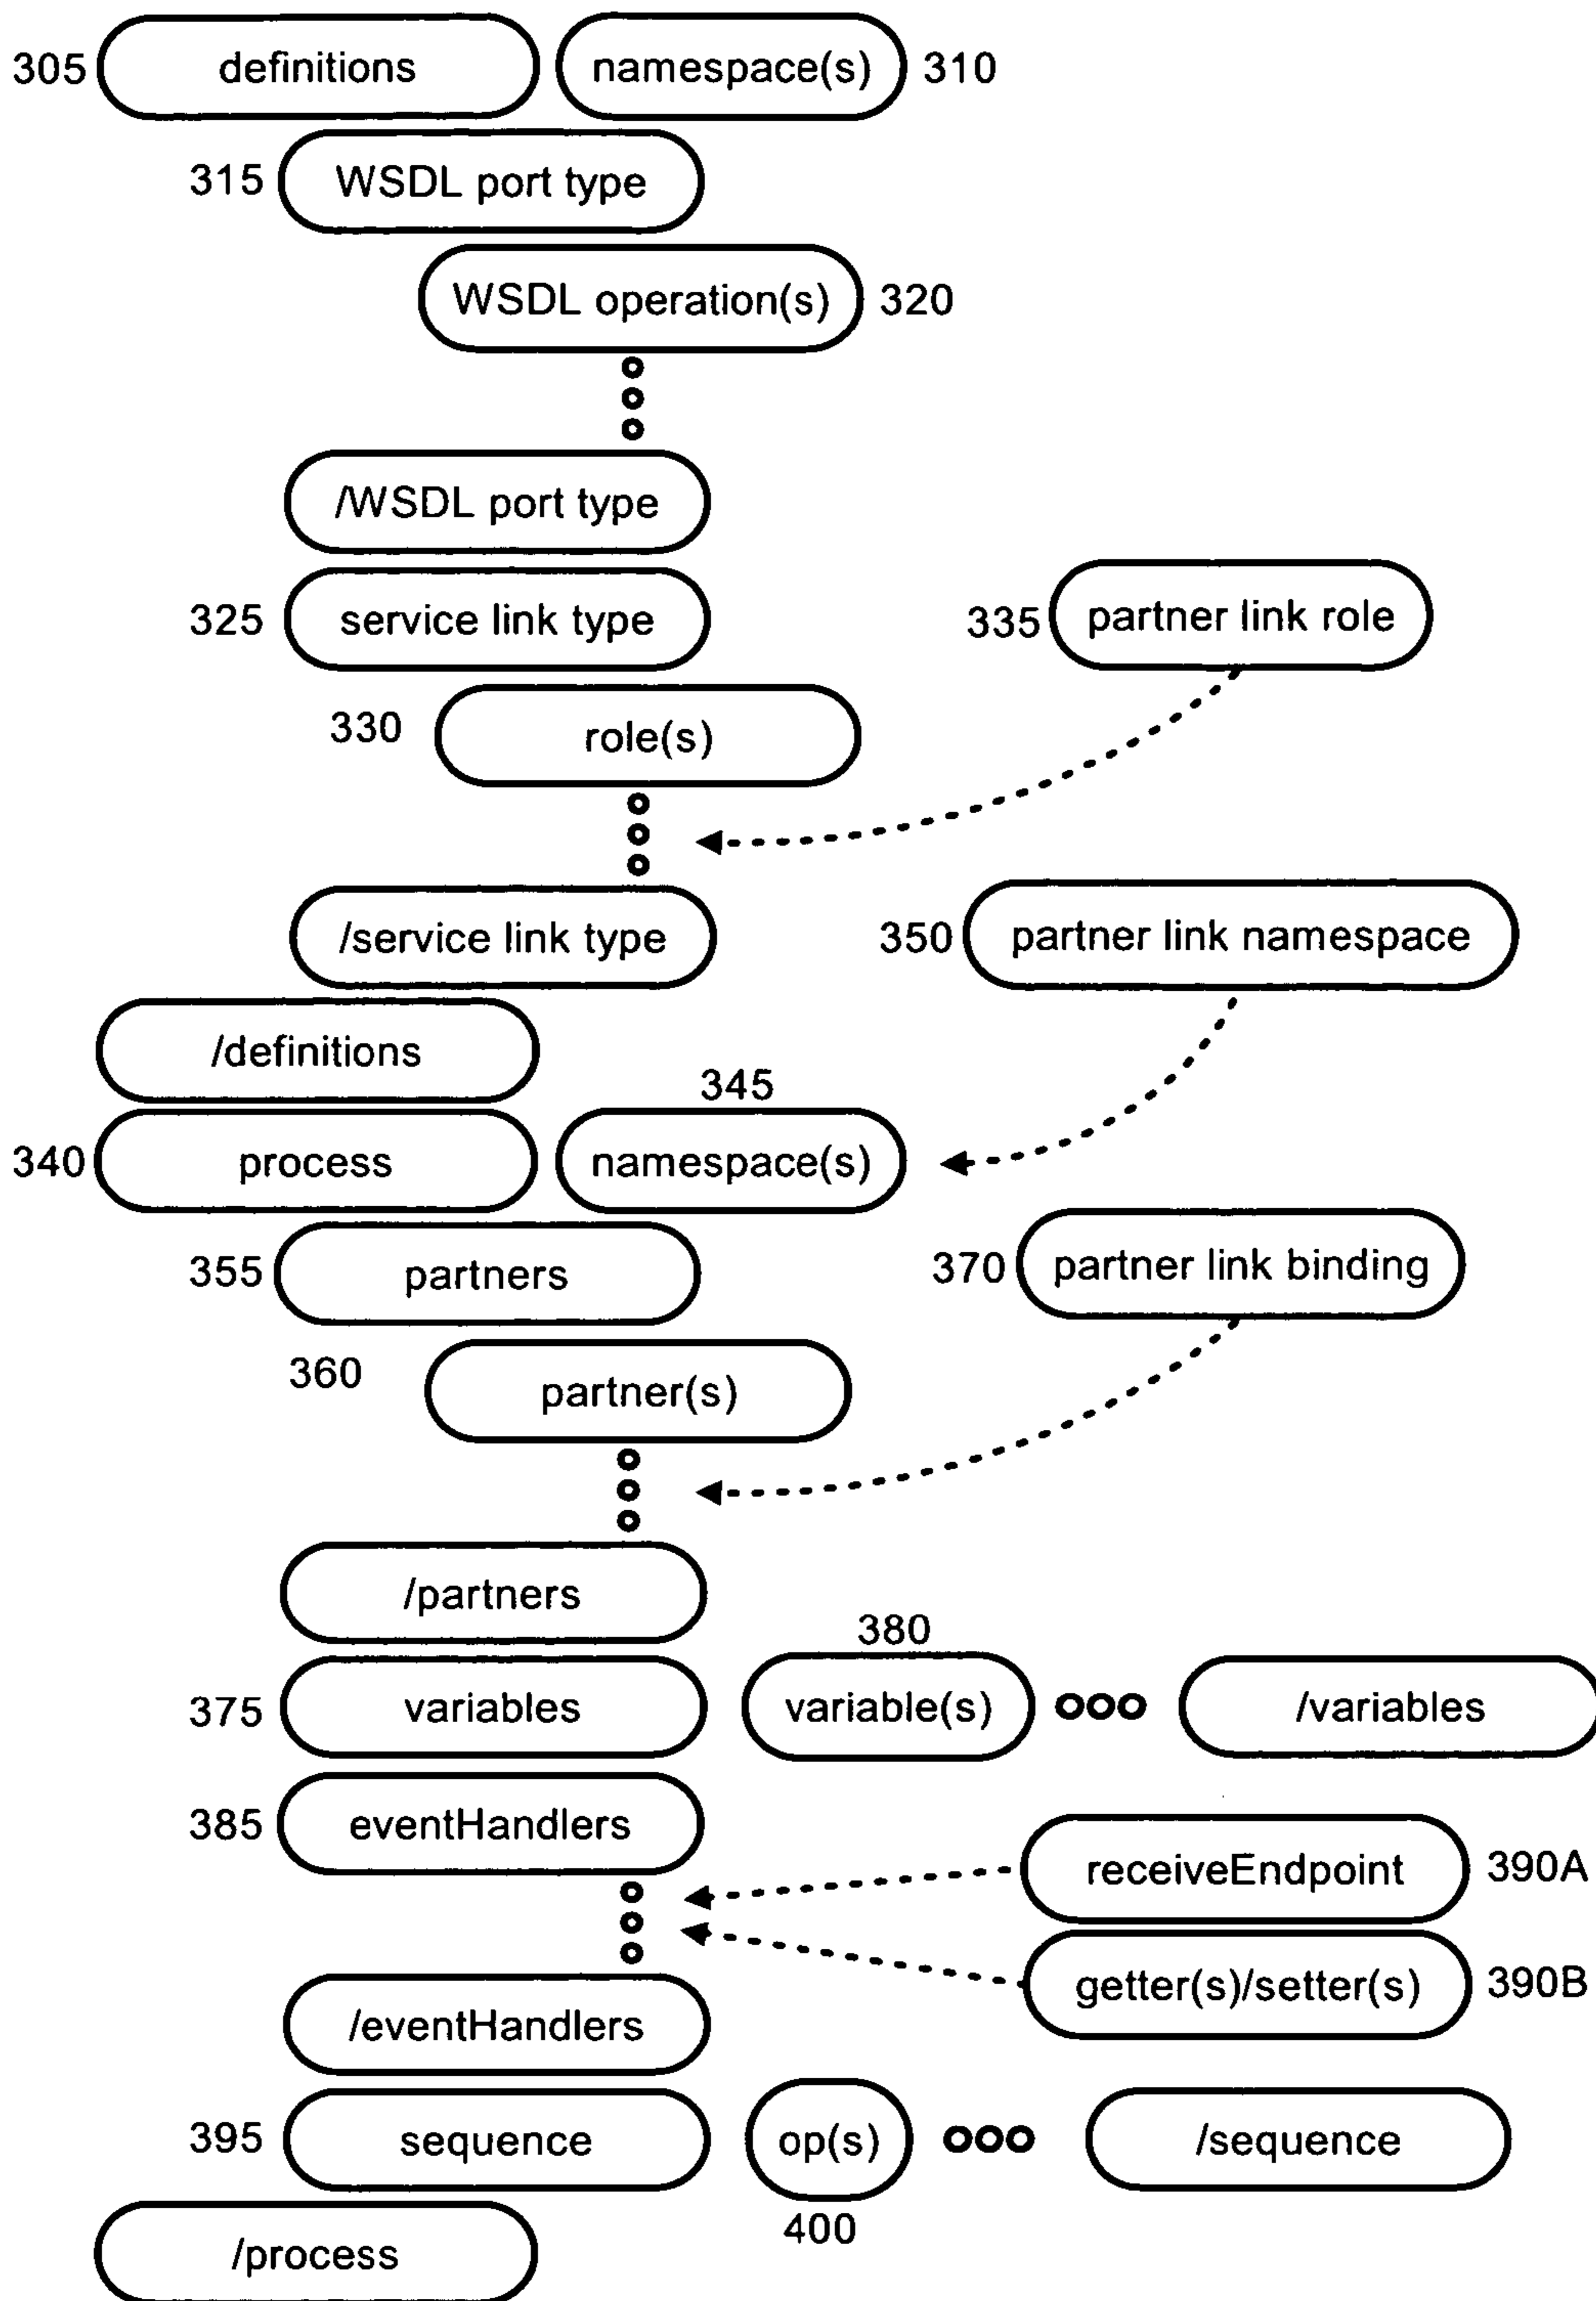 305 definitions namespace(s) 310
315 WSDL port type
WSDL operation(s) 320
/WSDL port type
325 service link type 335 partner link role
330 role(s)
/service link type 350 partner link namespace
/definitions
345
340 process namespace(s)
355 partners 370 partner link binding
360 partner(s)
/partners
380
375 variables variable(s) /variables
385 eventHandlers
receiveEndpoint 390A
getter(s)/setter(s) 390B
/eventHandlers
395 sequence op(s) /sequence
400
/process